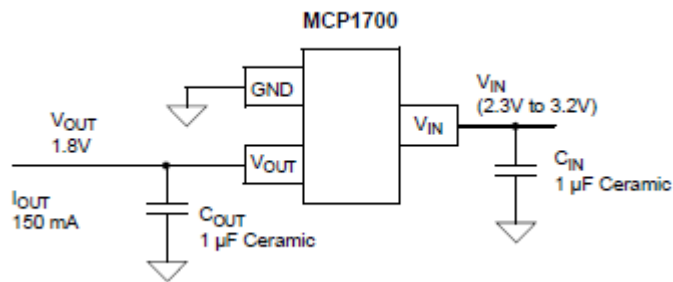 MCP1700
GND
VIN
(2.3V to 3.2V)
VIN
VOUT
1.8V
VOUT
CIN
1 µF Ceramic
IOUT
150 mA
COUT
1 µF Ceramic